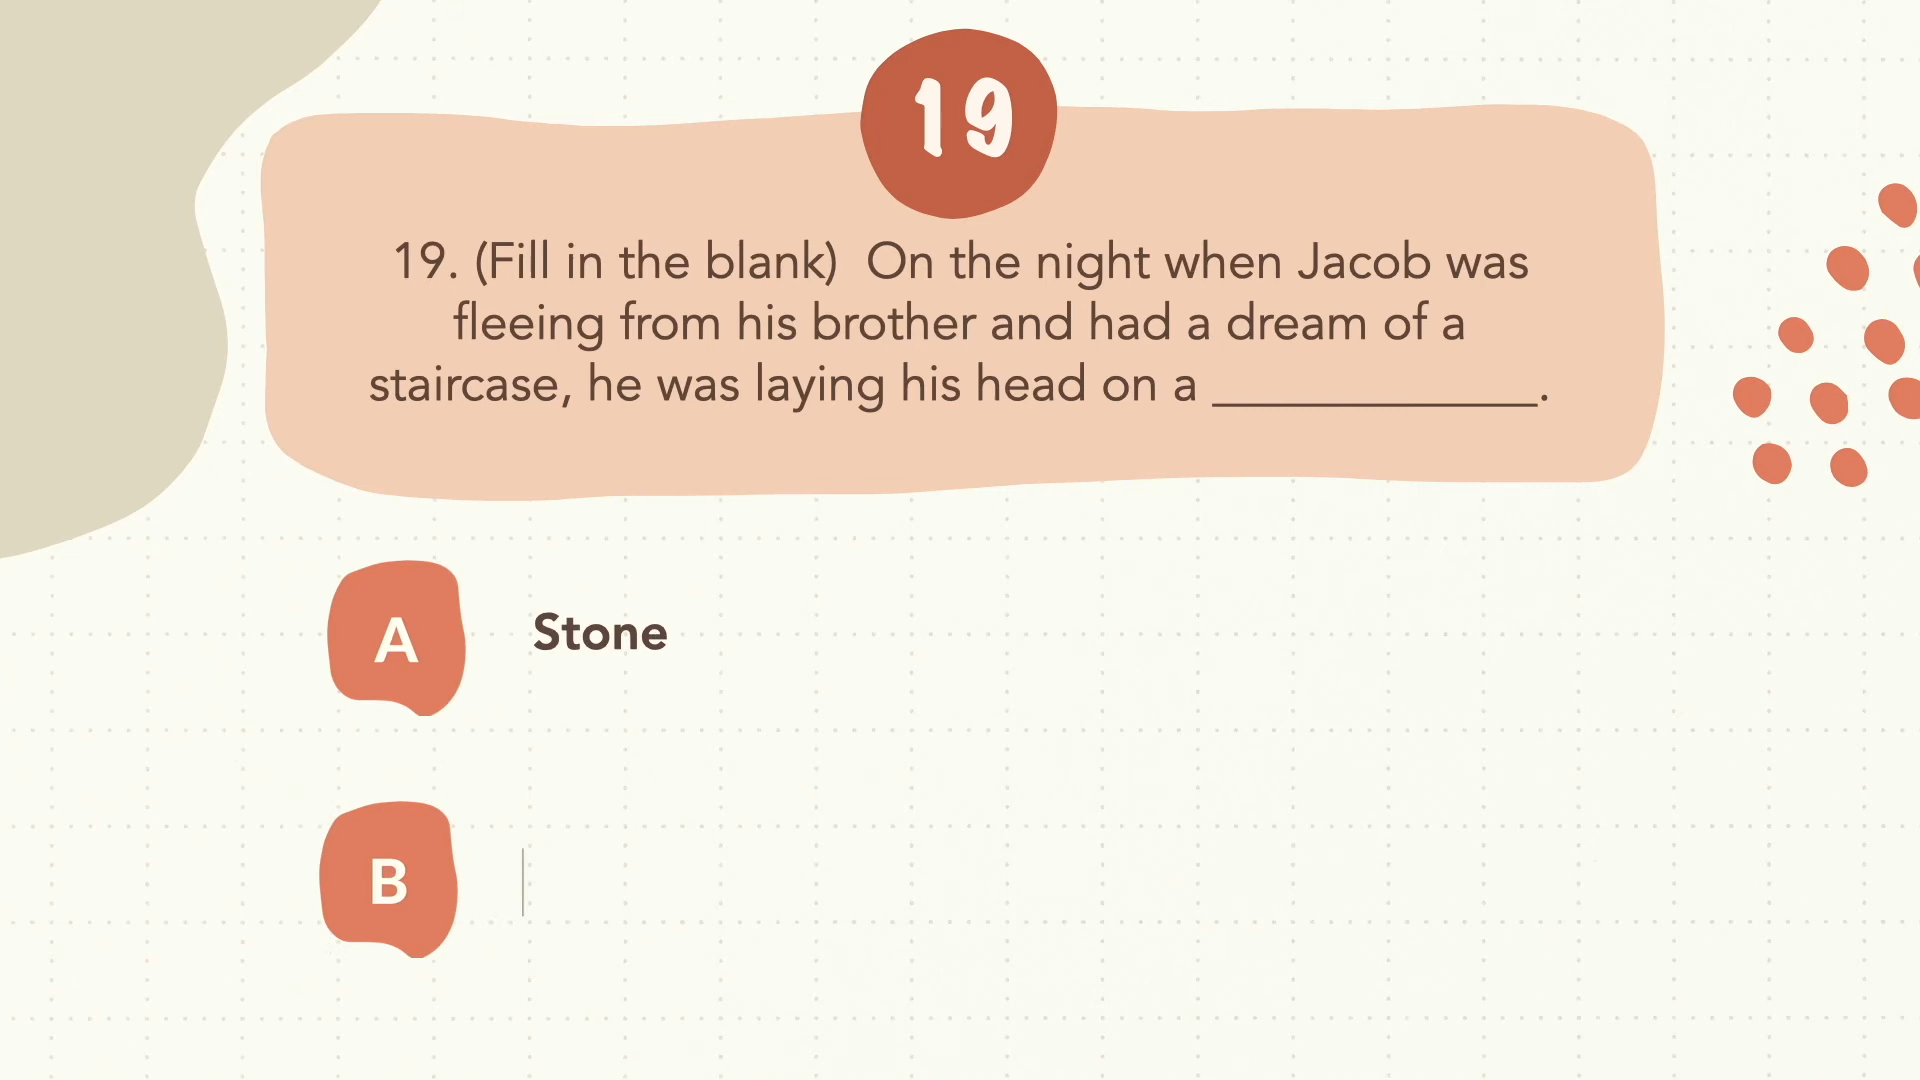 19
19. (Fill in the blank)  On the night when Jacob was
fleeing from his brother and had a dream of a
staircase, he was laying his head on a _____________.
A
Stone
B